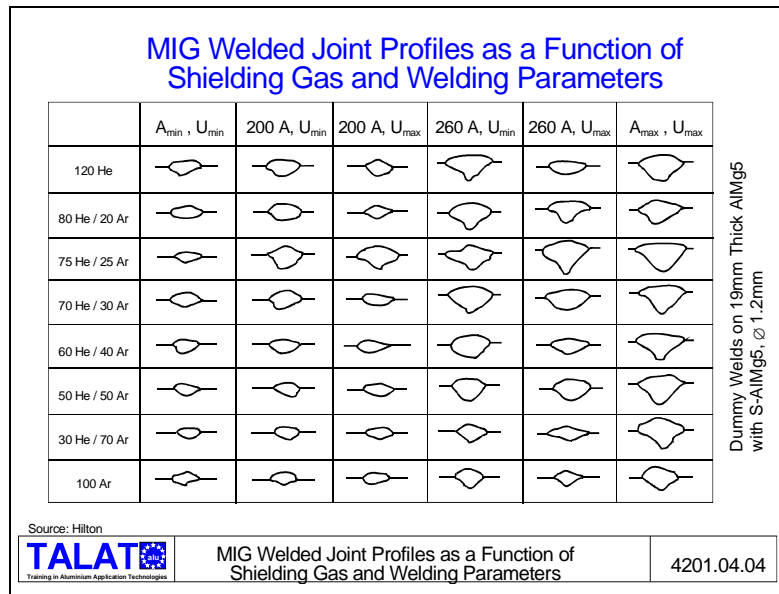 MIG Welded Joint Profiles as a Function of
Shielding Gas and Welding Parameters
Amin , Umin 200 A, Umin 200 A, Umax 260 A, Umin 260 A, Umax Amax , Umax
120 He
80 He / 20 Ar
75 He / 25 Ar
70 He / 30 Ar
60 He / 40 Ar
50 He / 50 Ar
30 He / 70 Ar
100 Ar
Dummy Welds on 19mm Thick AlMg5
with S-AlMg5, ∅ 1.2mm
Source: Hilton
TALAT
alu
Training in Aluminium Application Technologies
MIG Welded Joint Profiles as a Function of
Shielding Gas and Welding Parameters
4201.04.04